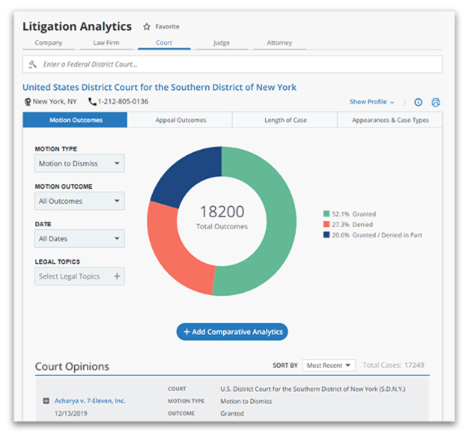 Litigation Analytics Favorite
Company Law Firm Court Judge Attorney
Enter a Federal District Court...
United States District Court for the Southern District of New York
New York, NY 1-212-805-0136 Show Profile
Motion Outcomes Appeal Outcomes Length of Case Appearances & Case Types
MOTION TYPE
Motion to Dismiss
MOTION OUTCOME
All Outcomes
DATE
All Dates
LEGAL TOPICS
Select Legal Topics +
18200
Total Outcomes
52.1% Granted
27.3% Denied
20.6% Granted / Denied in Part
+ Add Comparative Analytics
Court Opinions SORT BY Most Recent Total Cases: 17249
COURT U.S. District Court for the Southern District of New York (S.D.N.Y.)
Acharya v. 7-Eleven, Inc. MOTION TYPE Motion to Dismiss
12/13/2019 OUTCOME Granted